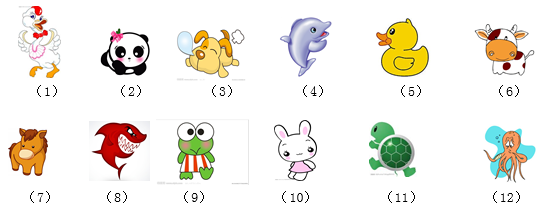 (1) (2) (3) (4) (5) (6)
(7) (8) (9) (10) (11) (12)